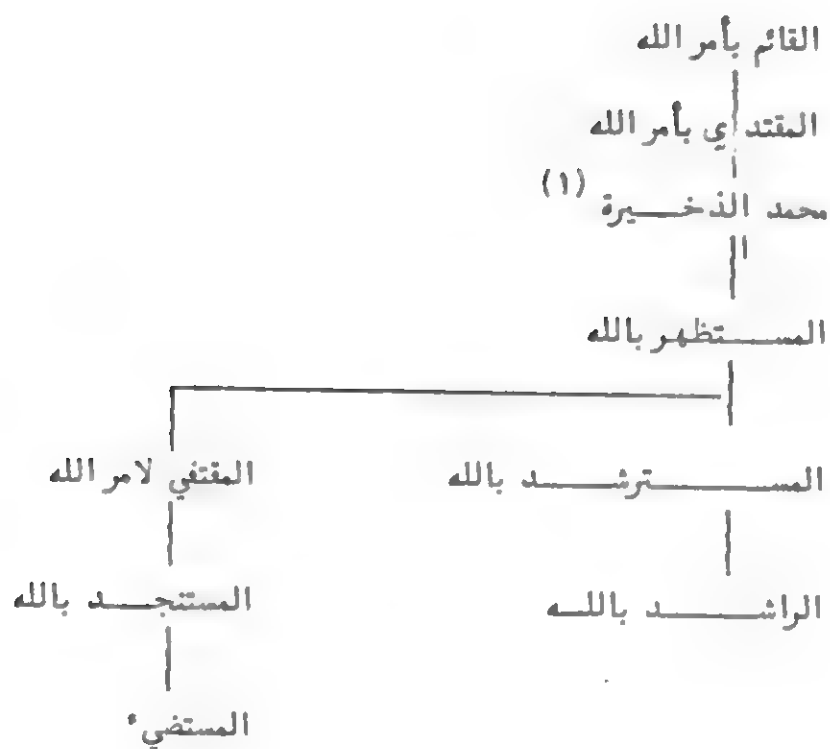 القائم بأمر الله
المقتدي بأمر الله
محمد الذخيرة (١)
المستظهر بالله
المسترشد بالله
المقتفي لامر الله
الراشد بالله
المستنجد بالله
المستضيء